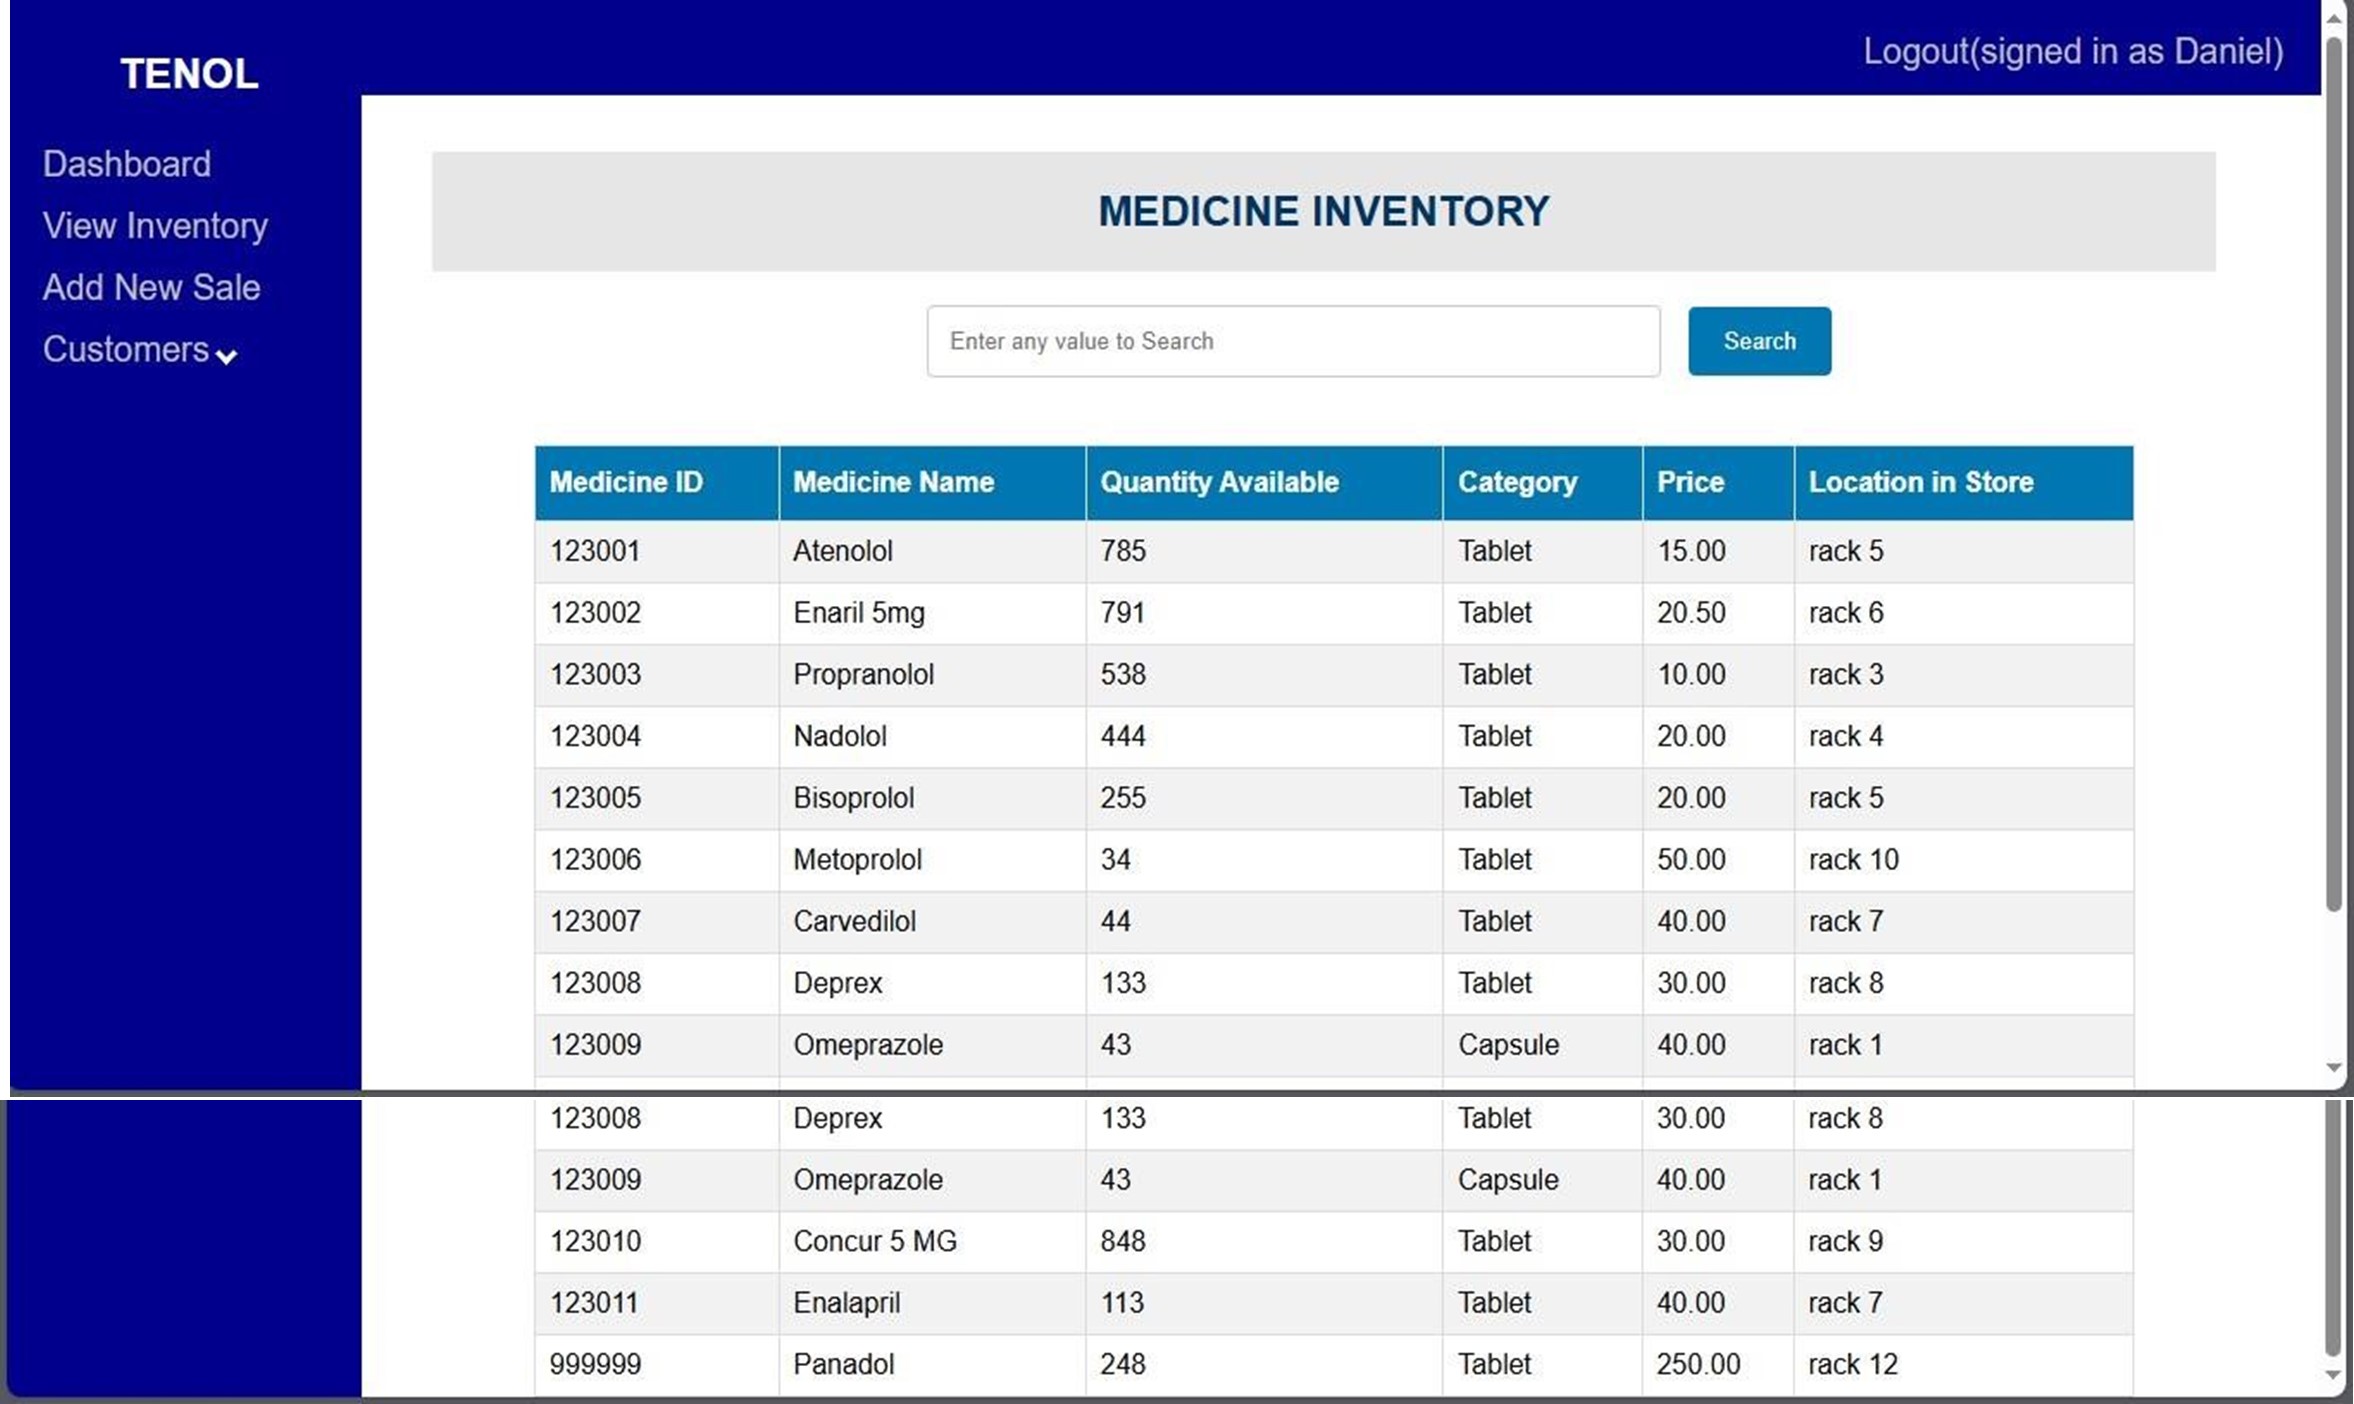 TENOL
Logout(signed in as Daniel)
Dashboard
View Inventory
Add New Sale
Customers
MEDICINE INVENTORY
Enter any value to Search
Search
Medicine ID Medicine Name Quantity Available Category Price Location in Store
123001 Atenolol 785 Tablet 15.00 rack 5
123002 Enaril 5mg 791 Tablet 20.50 rack 6
123003 Propranolol 538 Tablet 10.00 rack 3
123004 Nadolol 444 Tablet 20.00 rack 4
123005 Bisoprolol 255 Tablet 20.00 rack 5
123006 Metoprolol 34 Tablet 50.00 rack 10
123007 Carvedilol 44 Tablet 40.00 rack 7
123008 Deprex 133 Tablet 30.00 rack 8
123009 Omeprazole 43 Capsule 40.00 rack 1
123008 Deprex 133 Tablet 30.00 rack 8
123009 Omeprazole 43 Capsule 40.00 rack 1
123010 Concur 5 MG 848 Tablet 30.00 rack 9
123011 Enalapril 113 Tablet 40.00 rack 7
999999 Panadol 248 Tablet 250.00 rack 12